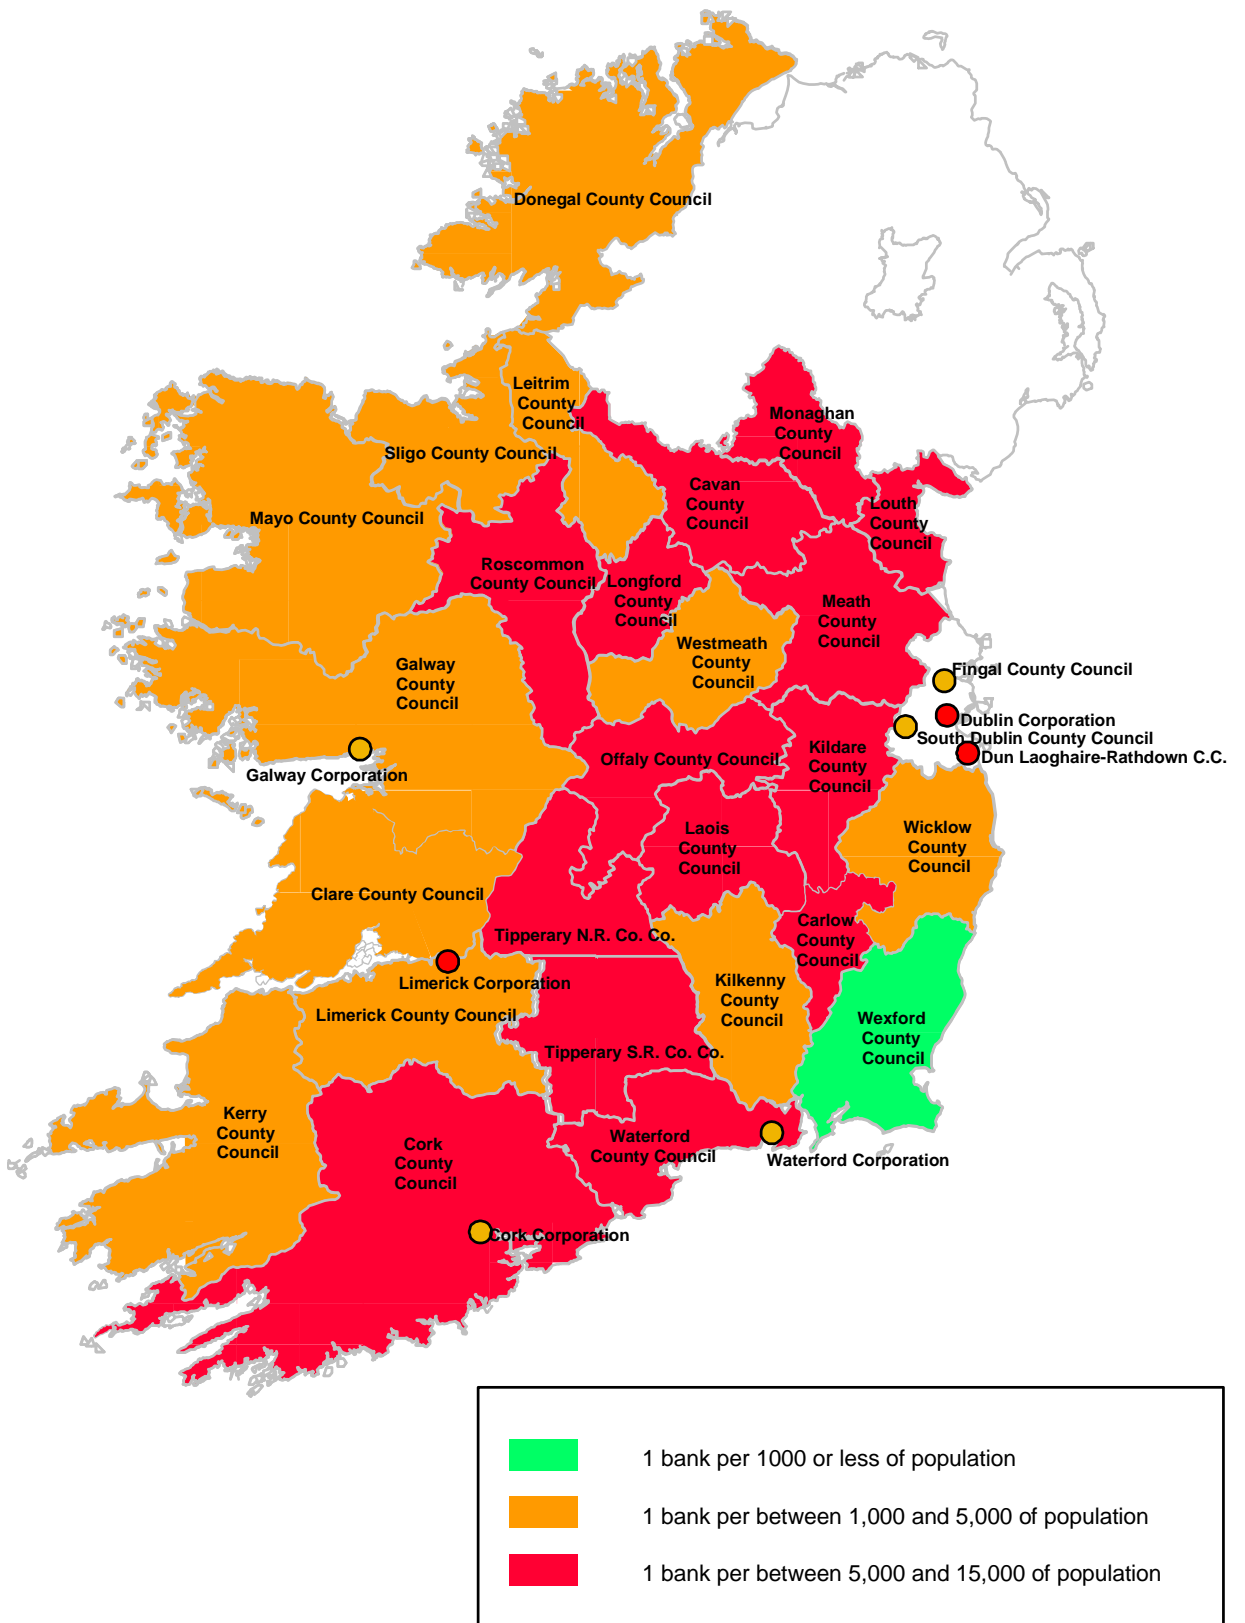 Donegal County Council
Leitrim
County
Council
Monaghan
County
Council
Sligo County Council
Cavan
County
Council
Louth
County
Council
Mayo County Council
Roscommon
County Council
Longford
County
Council
Meath
County
Council
Westmeath
County
Council
Galway
County
Council
Fingal County Council
Dublin Corporation
South Dublin County Council
Dun Laoghaire-Rathdown C.C.
Galway Corporation
Offaly County Council
Kildare
County
Council
Laois
County
Council
Wicklow
County
Council
Clare County Council
Carlow
County
Council
Tipperary N.R. Co. Co.
Limerick Corporation
Kilkenny
County
Council
Limerick County Council
Wexford
County
Council
Tipperary S.R. Co. Co.
Kerry
County
Council
Cork
County
Council
Waterford
County Council
Waterford Corporation
Cork Corporation
1 bank per 1000 or less of population
1 bank per between 1,000 and 5,000 of population
1 bank per between 5,000 and 15,000 of population